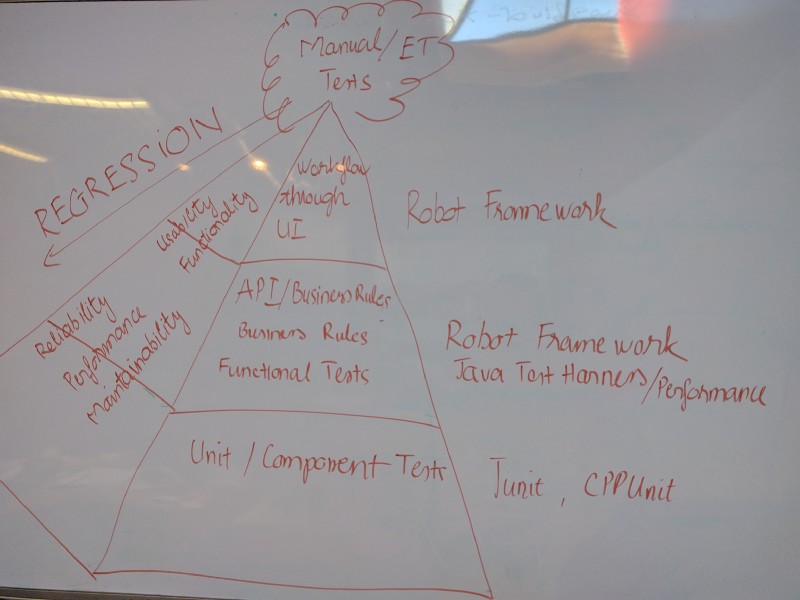 Manual/ET
Tests
REGRESSION
Usability
Functionality
Workflow
through
UI
Robot Framework
Reliability
Performance
Maintainability
API/Business Rules
Business Rules
Functional Tests
Robot Framework
Java Test Harness/Performance
Unit / Component Tests
Junit, CPPUnit